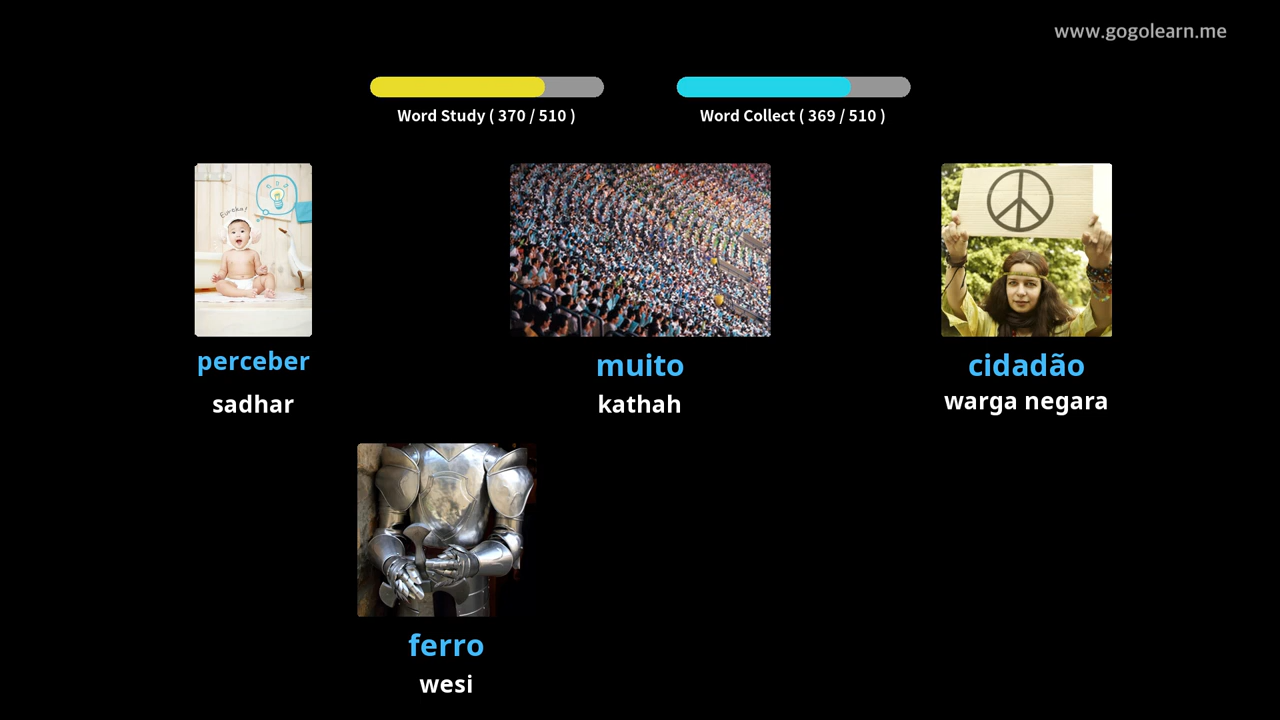 www.gogolearn.me
Word Study ( 370 / 510 )
Word Collect ( 369 / 510 )
Eureka!
perceber
sadhar
muito
kathah
cidadão
warga negara
ferro
wesi